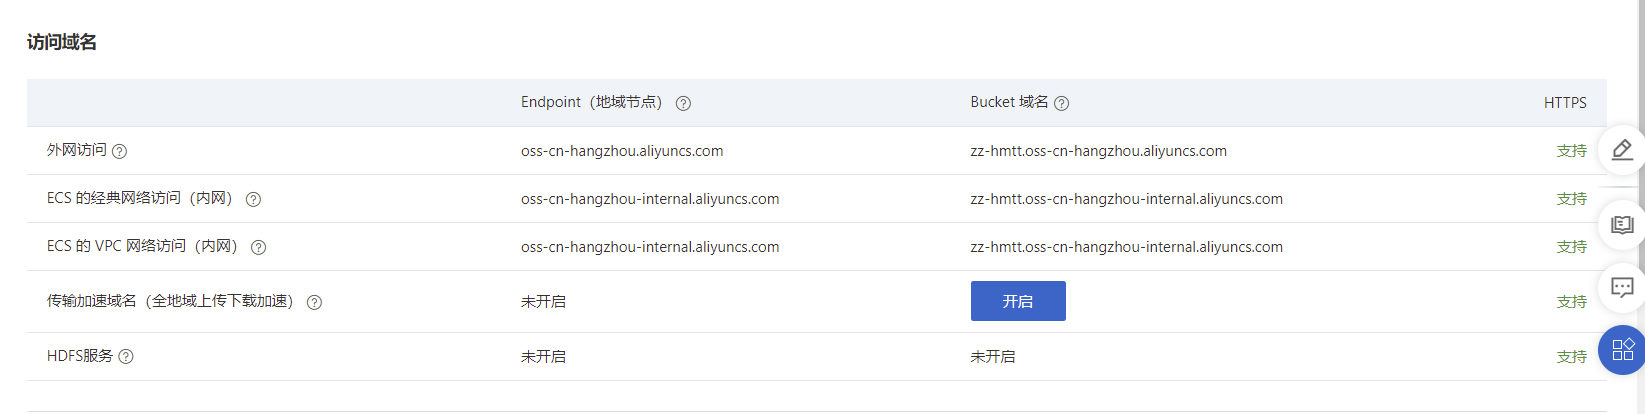 访问域名
Endpoint（地域节点） Bucket 域名 HTTPS
外网访问 oss-cn-hangzhou.aliyuncs.com zz-hmtt.oss-cn-hangzhou.aliyuncs.com 支持
ECS 的经典网络访问（内网） oss-cn-hangzhou-internal.aliyuncs.com zz-hmtt.oss-cn-hangzhou-internal.aliyuncs.com 支持
ECS 的 VPC 网络访问（内网） oss-cn-hangzhou-internal.aliyuncs.com zz-hmtt.oss-cn-hangzhou-internal.aliyuncs.com 支持
传输加速域名（全地域上传下载加速） 未开启 开启 支持
HDFS服务 未开启 未开启 支持